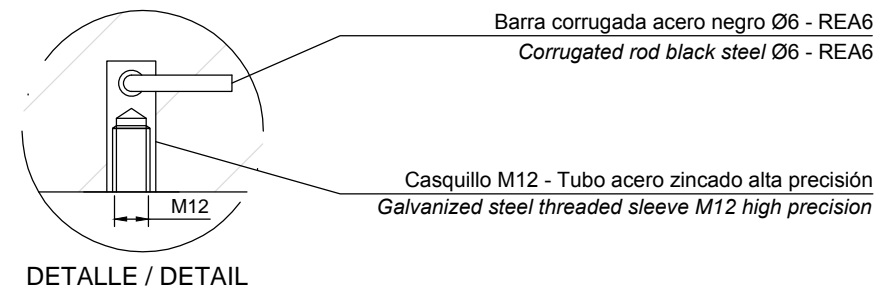 Barra corrugada acero negro Ø6 - REA6
Corrugated rod black steel Ø6 - REA6
Casquillo M12 - Tubo acero zincado alta precisión
Galvanized steel threaded sleeve M12 high precision
M12
DETALLE / DETAIL